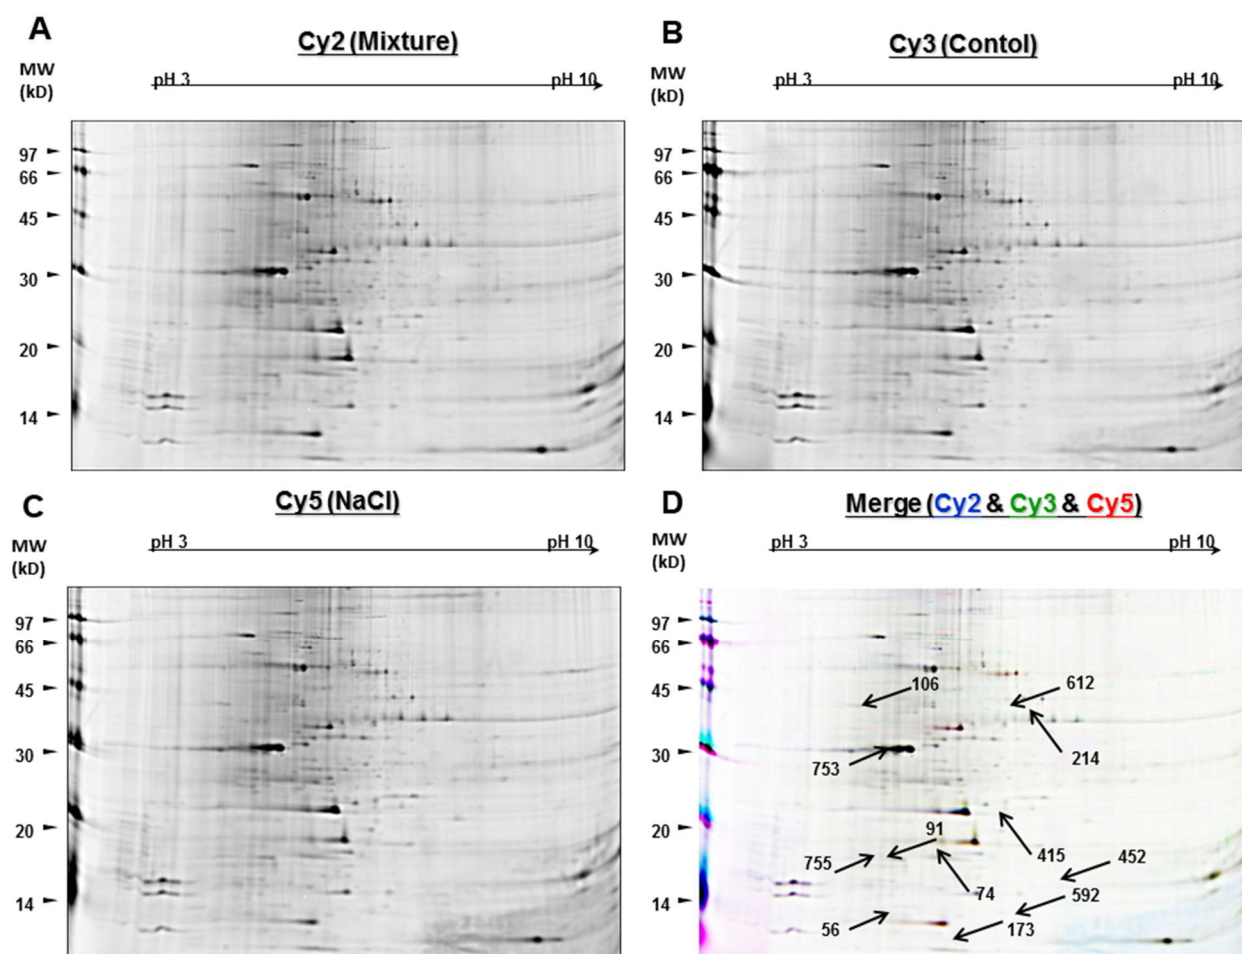 A
Cy2 (Mixture)
MW
(kD)
pH 3
pH 10
97
66
45
30
20
14
B
Cy3 (Contol)
MW
(kD)
pH 3
pH 10
97
66
45
30
20
14
C
Cy5 (NaCl)
MW
(kD)
pH 3
pH 10
97
66
45
30
20
14
D
Merge (Cy2 & Cy3 & Cy5)
MW
(kD)
pH 3
pH 10
97
66
45
30
20
14
106
612
214
753
91
755
415
452
74
592
56
173